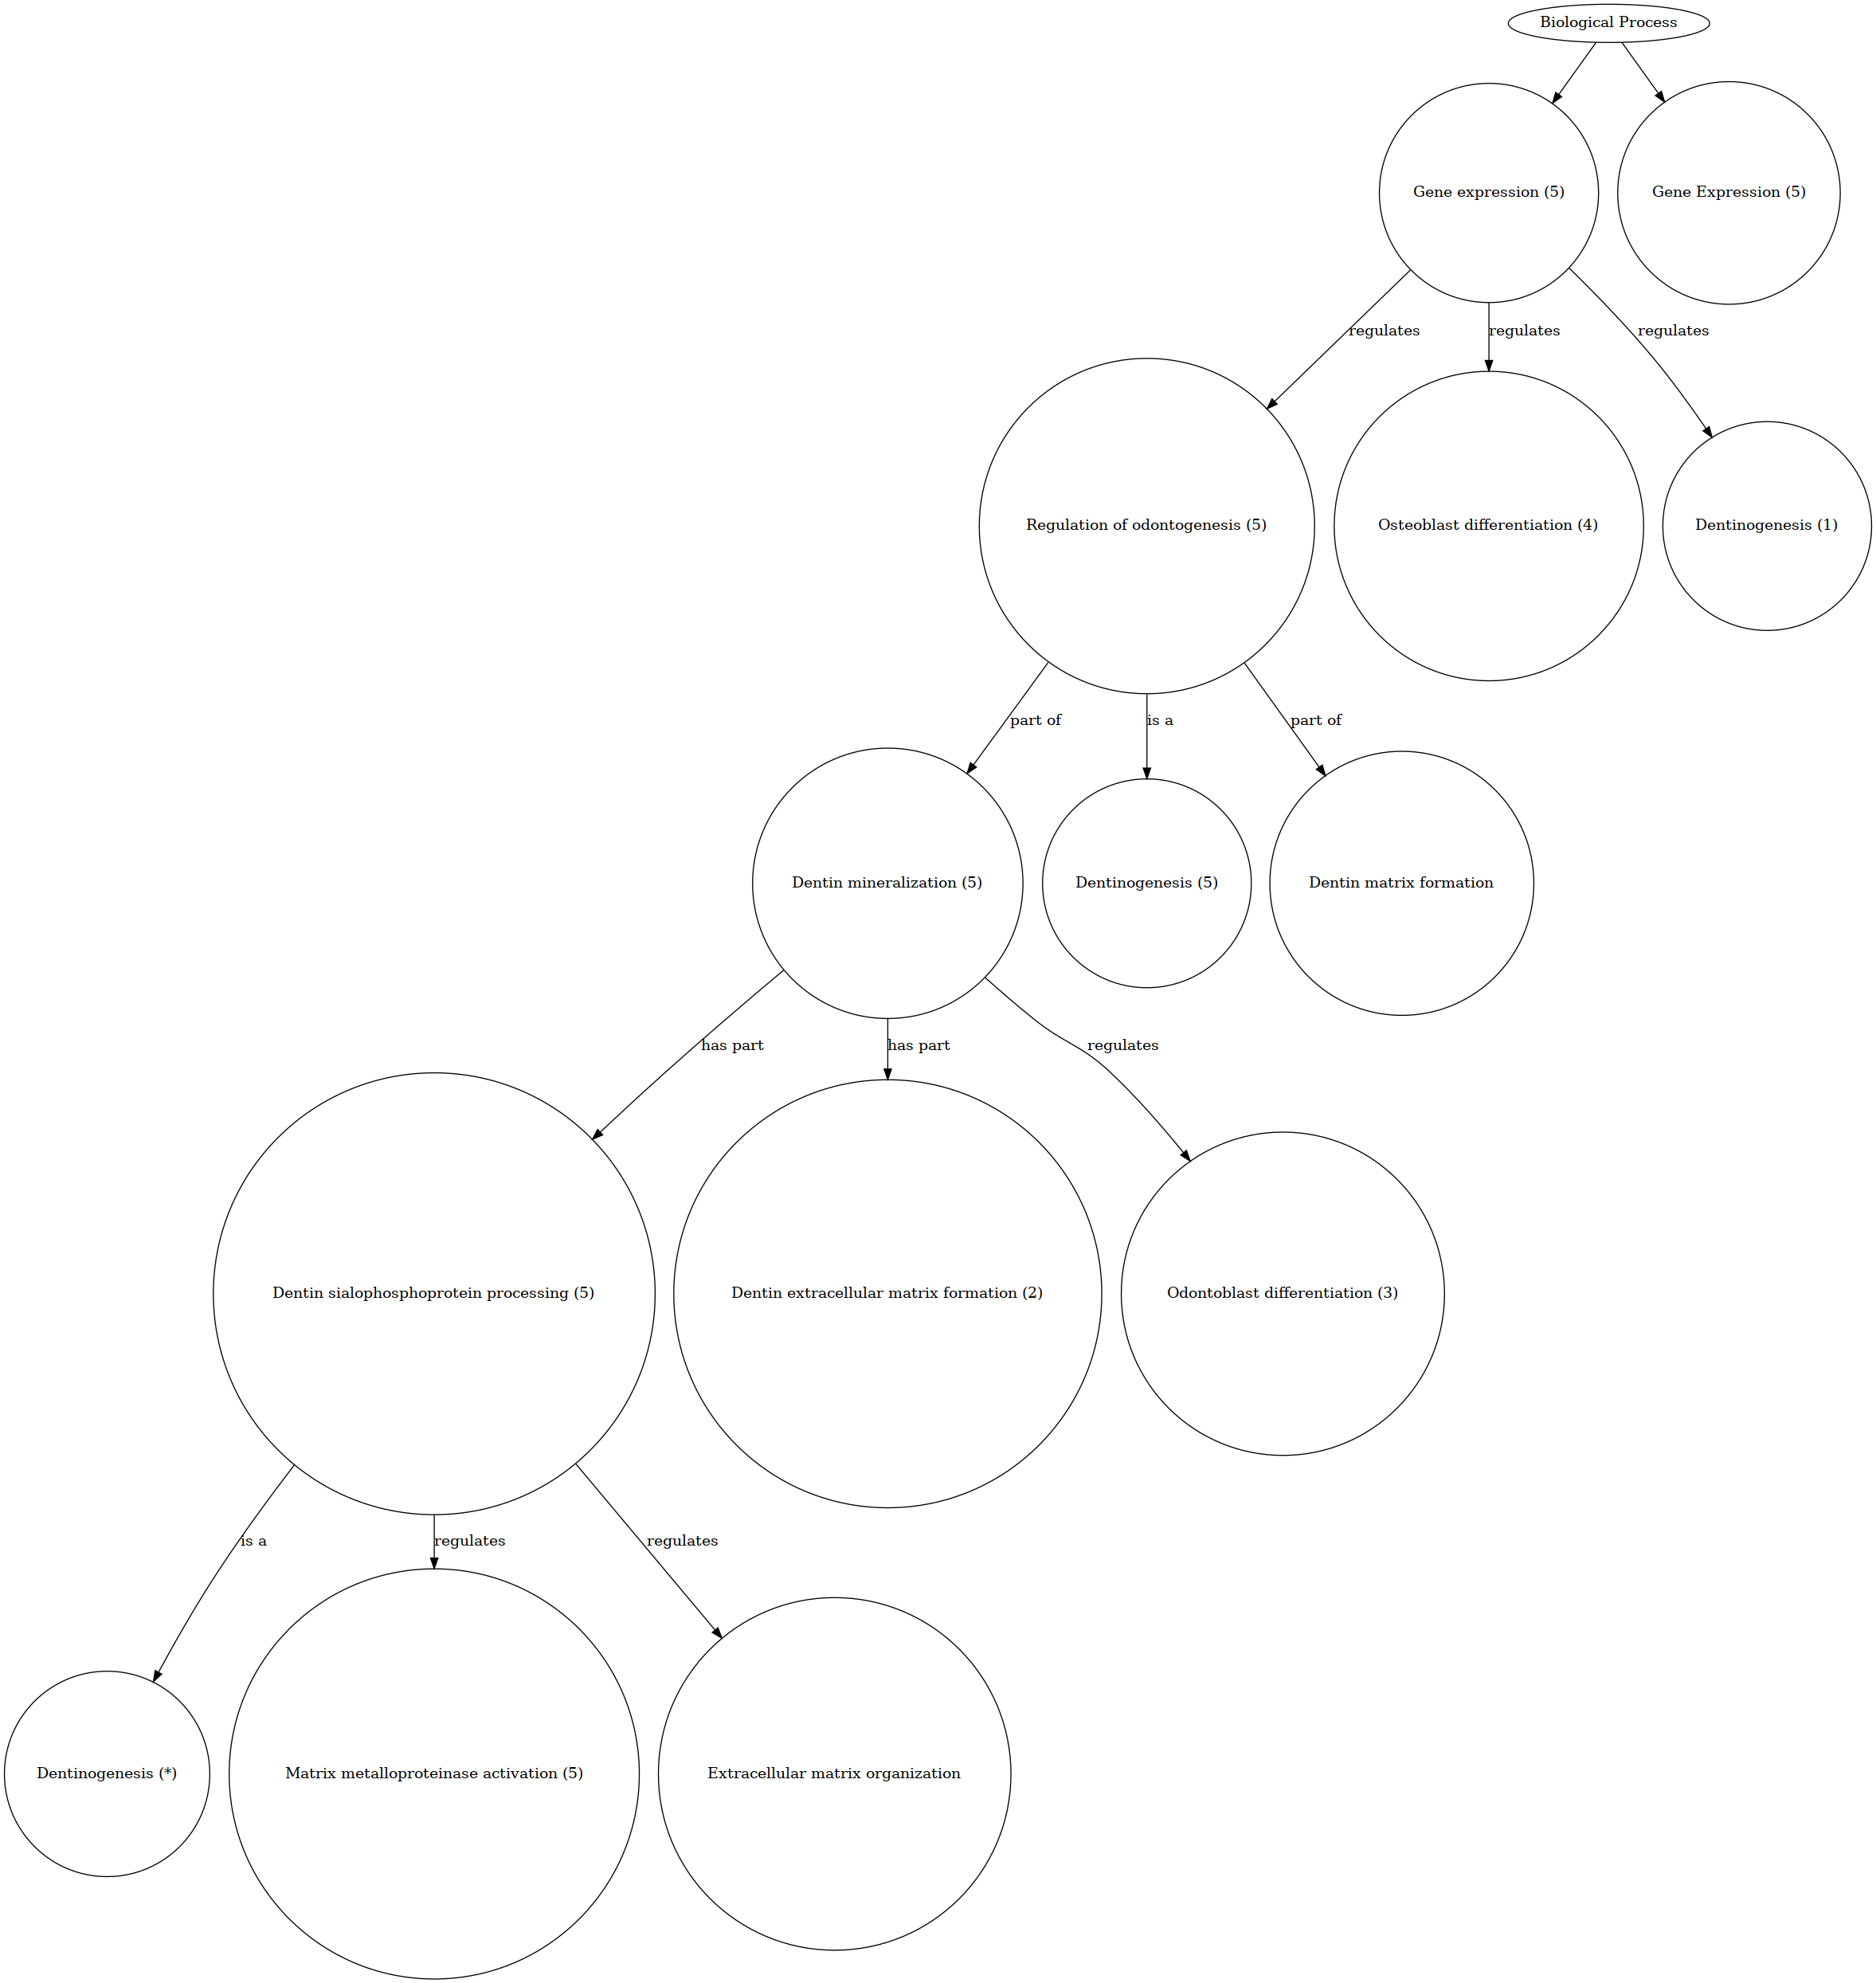 Biological Process
Gene expression (5)
Gene Expression (5)
regulates
regulates
regulates
Regulation of odontogenesis (5)
Osteoblast differentiation (4)
Dentinogenesis (1)
part of
is a
part of
Dentin mineralization (5)
Dentinogenesis (5)
Dentin matrix formation
has part
has part
regulates
Dentin sialophosphoprotein processing (5)
Dentin extracellular matrix formation (2)
Odontoblast differentiation (3)
is a
regulates
regulates
Dentinogenesis (*)
Matrix metalloproteinase activation (5)
Extracellular matrix organization